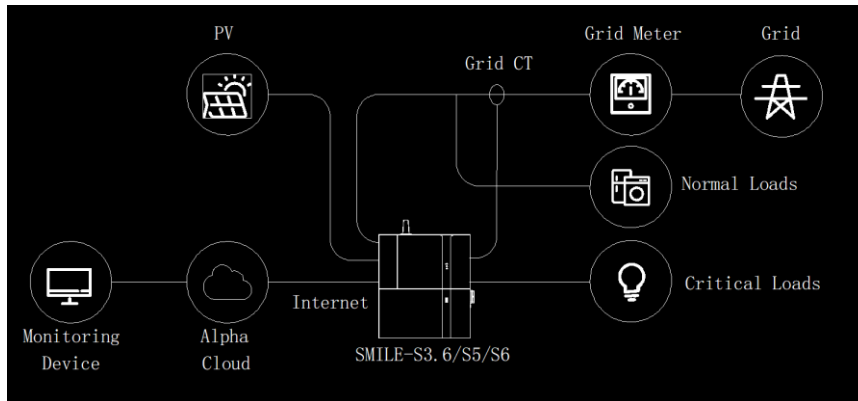 PV
Grid Meter
Grid
Grid CT
Normal Loads
Critical Loads
Internet
Monitoring
Device
Alpha
Cloud
SMILE-S3.6/S5/S6